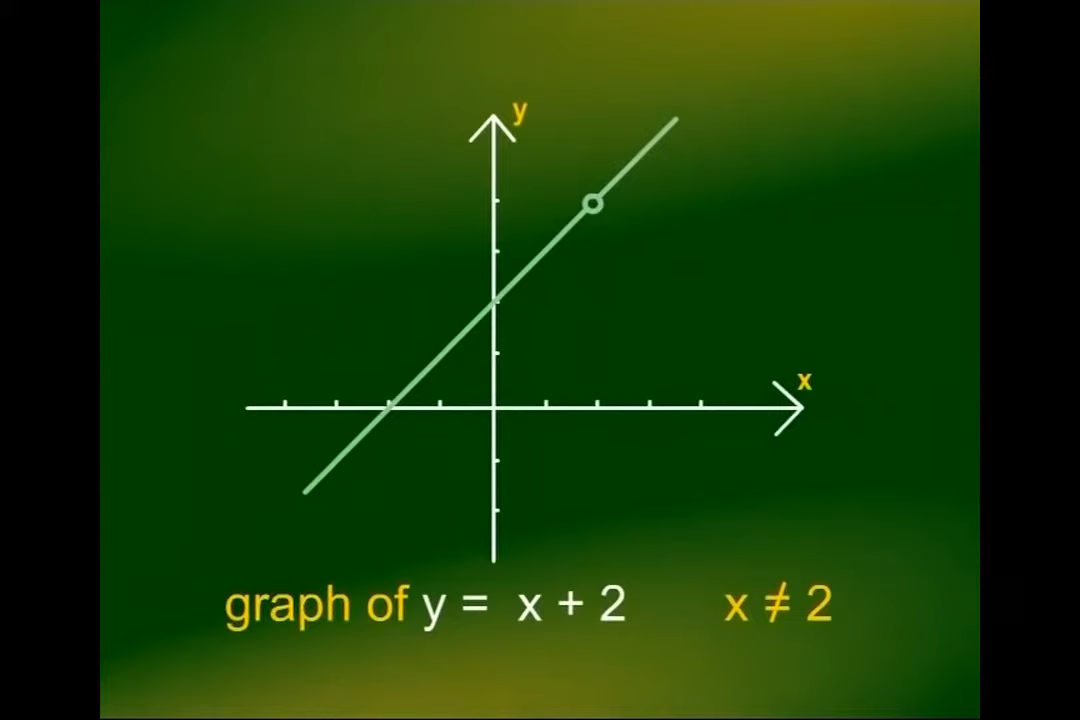 y
x
graph of y = x + 2 x ≠ 2